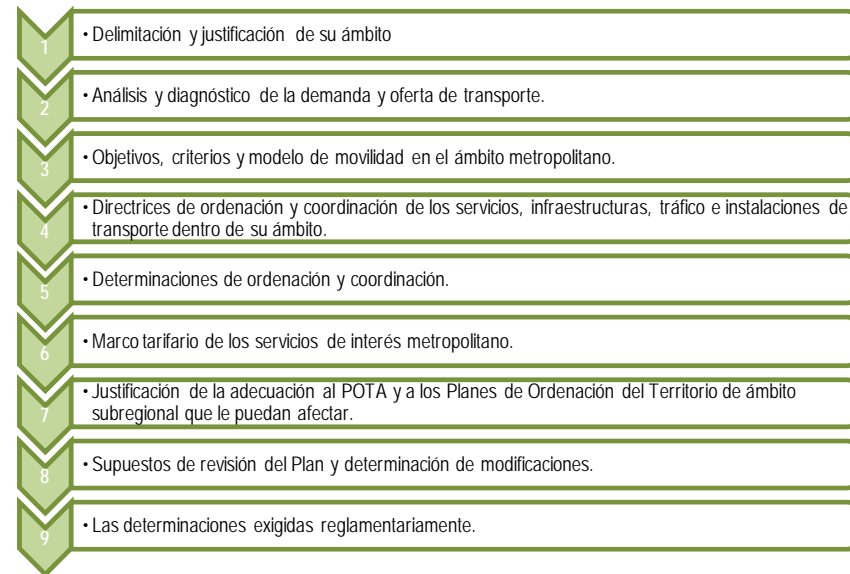 1
• Delimitación y justificación de su ámbito
2
• Análisis y diagnóstico de la demanda y oferta de transporte.
3
• Objetivos, criterios y modelo de movilidad en el ámbito metropolitano.
4
• Directrices de ordenación y coordinación de los servicios, infraestructuras, tráfico e instalaciones de
transporte dentro de su ámbito.
5
• Determinaciones de ordenación y coordinación.
6
• Marco tarifario de los servicios de interés metropolitano.
7
• Justificación de la adecuación al POTA y a los Planes de Ordenación del Territorio de ámbito
subregional que le puedan afectar.
8
• Supuestos de revisión del Plan y determinación de modificaciones.
9
• Las determinaciones exigidas reglamentariamente.